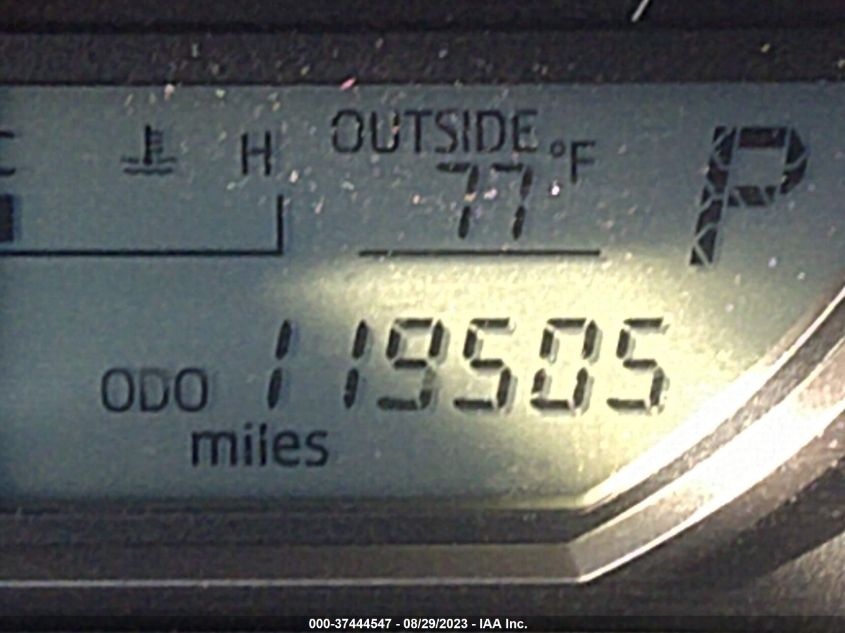 C H OUTSIDE
77 °F P
ODO 119505
miles
000-37444547 - 08/29/2023 - IAA Inc.